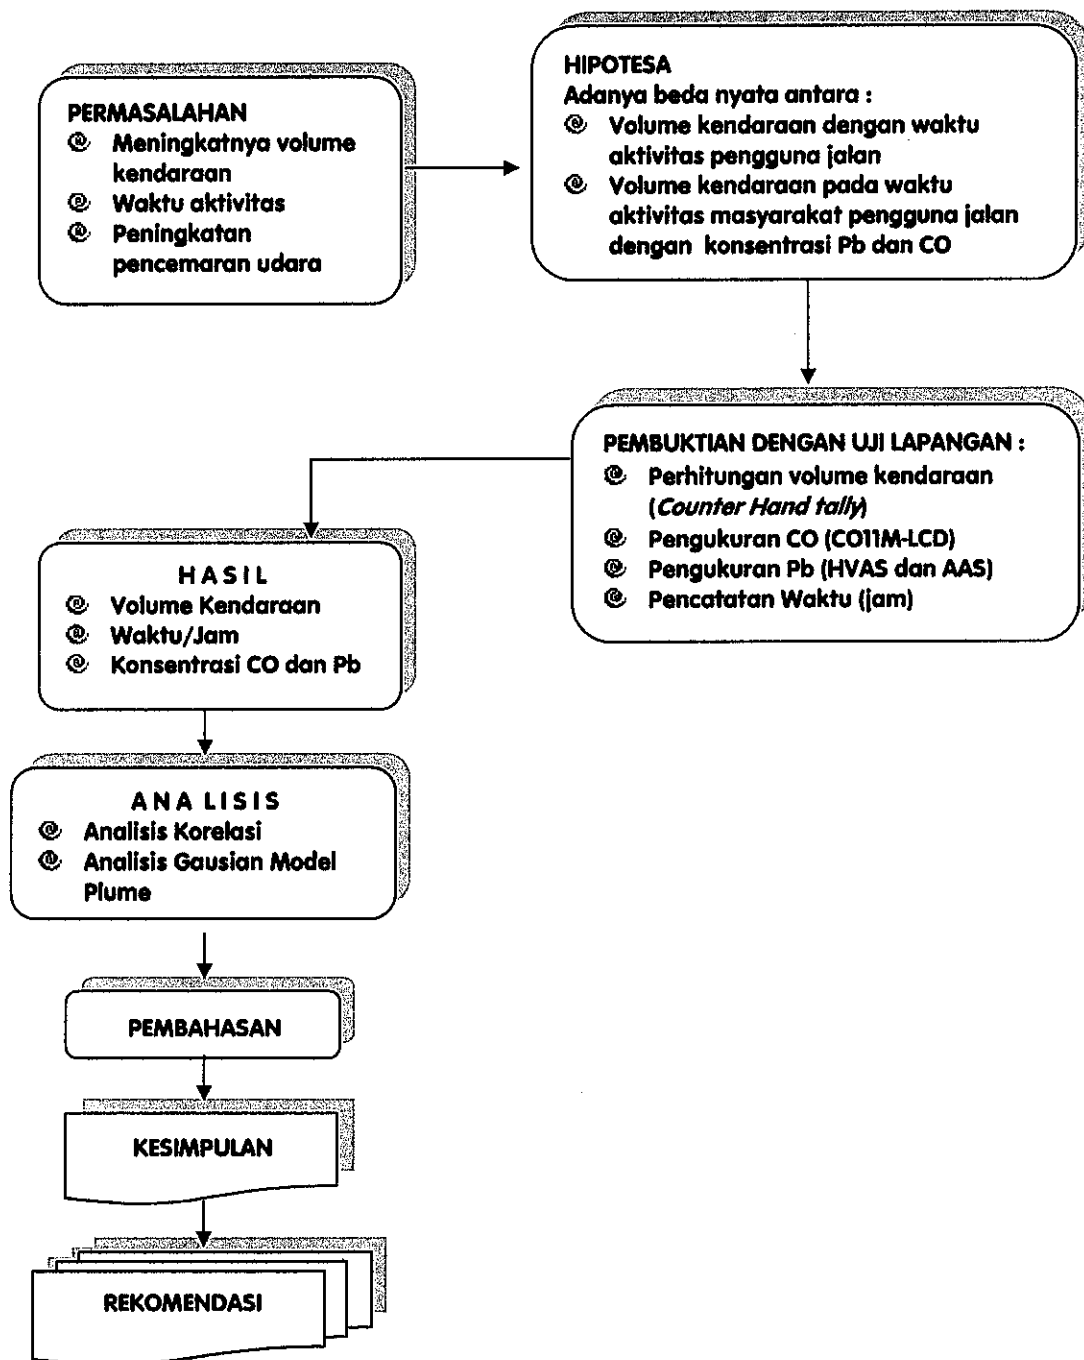 PERMASALAHAN
Meningkatnya volume
kendaraan
Waktu aktivitas
Peningkatan
pencemaran udara
HIPOTESA
Adanya beda nyata antara :
Volume kendaraan dengan waktu
aktivitas pengguna jalan
Volume kendaraan pada waktu
aktivitas masyarakat pengguna jalan
dengan konsentrasi Pb dan CO
PEMBUKTIAN DENGAN UJI LAPANGAN :
Perhitungan volume kendaraan
(Counter Hand tally)
Pengukuran CO (CO11M-LCD)
Pengukuran Pb (HVAS dan AAS)
Pencatatan Waktu (jam)
H A S I L
Volume Kendaraan
Waktu/Jam
Konsentrasi CO dan Pb
A N A L I S I S
Analisis Korelasi
Analisis Gausian Model
Plume
PEMBAHASAN
KESIMPULAN
REKOMENDASI